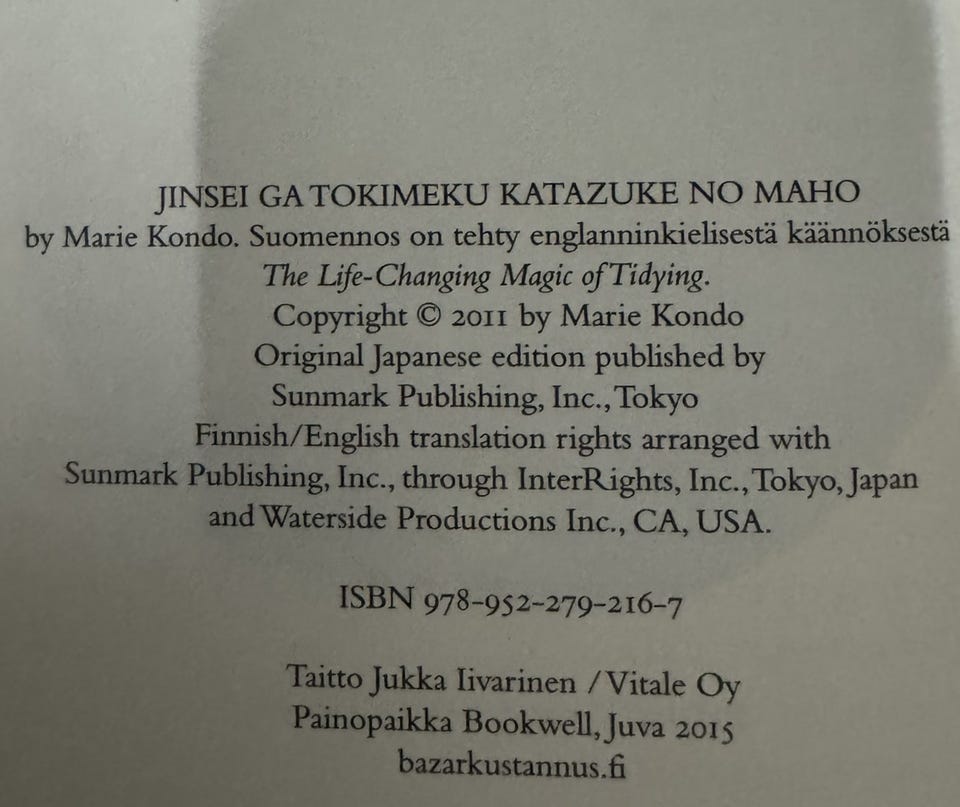 JINSEI GA TOKIMEKU KATAZUKE NO MAHO
by Marie Kondo. Suomennos on tehty englanninkielisestä käännöksestä
The Life-Changing Magic of Tidying.
Copyright © 2011 by Marie Kondo
Original Japanese edition published by
Sunmark Publishing, Inc., Tokyo
Finnish/English translation rights arranged with
Sunmark Publishing, Inc., through InterRights, Inc., Tokyo, Japan
and Waterside Productions Inc., CA, USA.
ISBN 978-952-279-216-7
Taitto Jukka Iivarinen / Vitale Oy
Painopaikka Bookwell, Juva 2015
bazarkustannus.fi